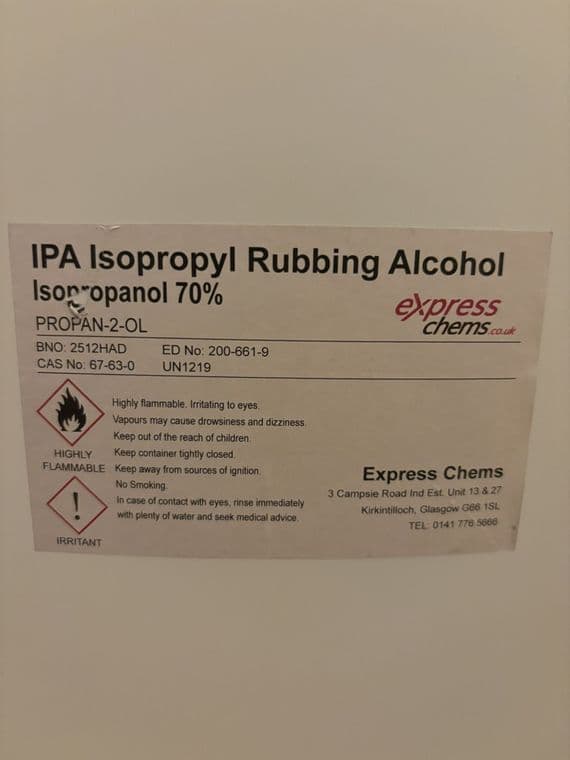 IPA Isopropyl Rubbing Alcohol
Isopropanol 70%
express
chems.co.uk
PROPAN-2-OL
BNO: 2512HAD ED No: 200-661-9
CAS No: 67-63-0 UN1219
Highly flammable. Irritating to eyes.
Vapours may cause drowsiness and dizziness.
Keep out of the reach of children.
Keep container tightly closed.
Keep away from sources of ignition.
No Smoking.
In case of contact with eyes, rinse immediately
with plenty of water and seek medical advice.
HIGHLY
FLAMMABLE
!
IRRITANT
Express Chems
3 Campsie Road Ind Est. Unit 13 & 27
Kirkintilloch, Glasgow G66 1SL
TEL: 0141 776 5666